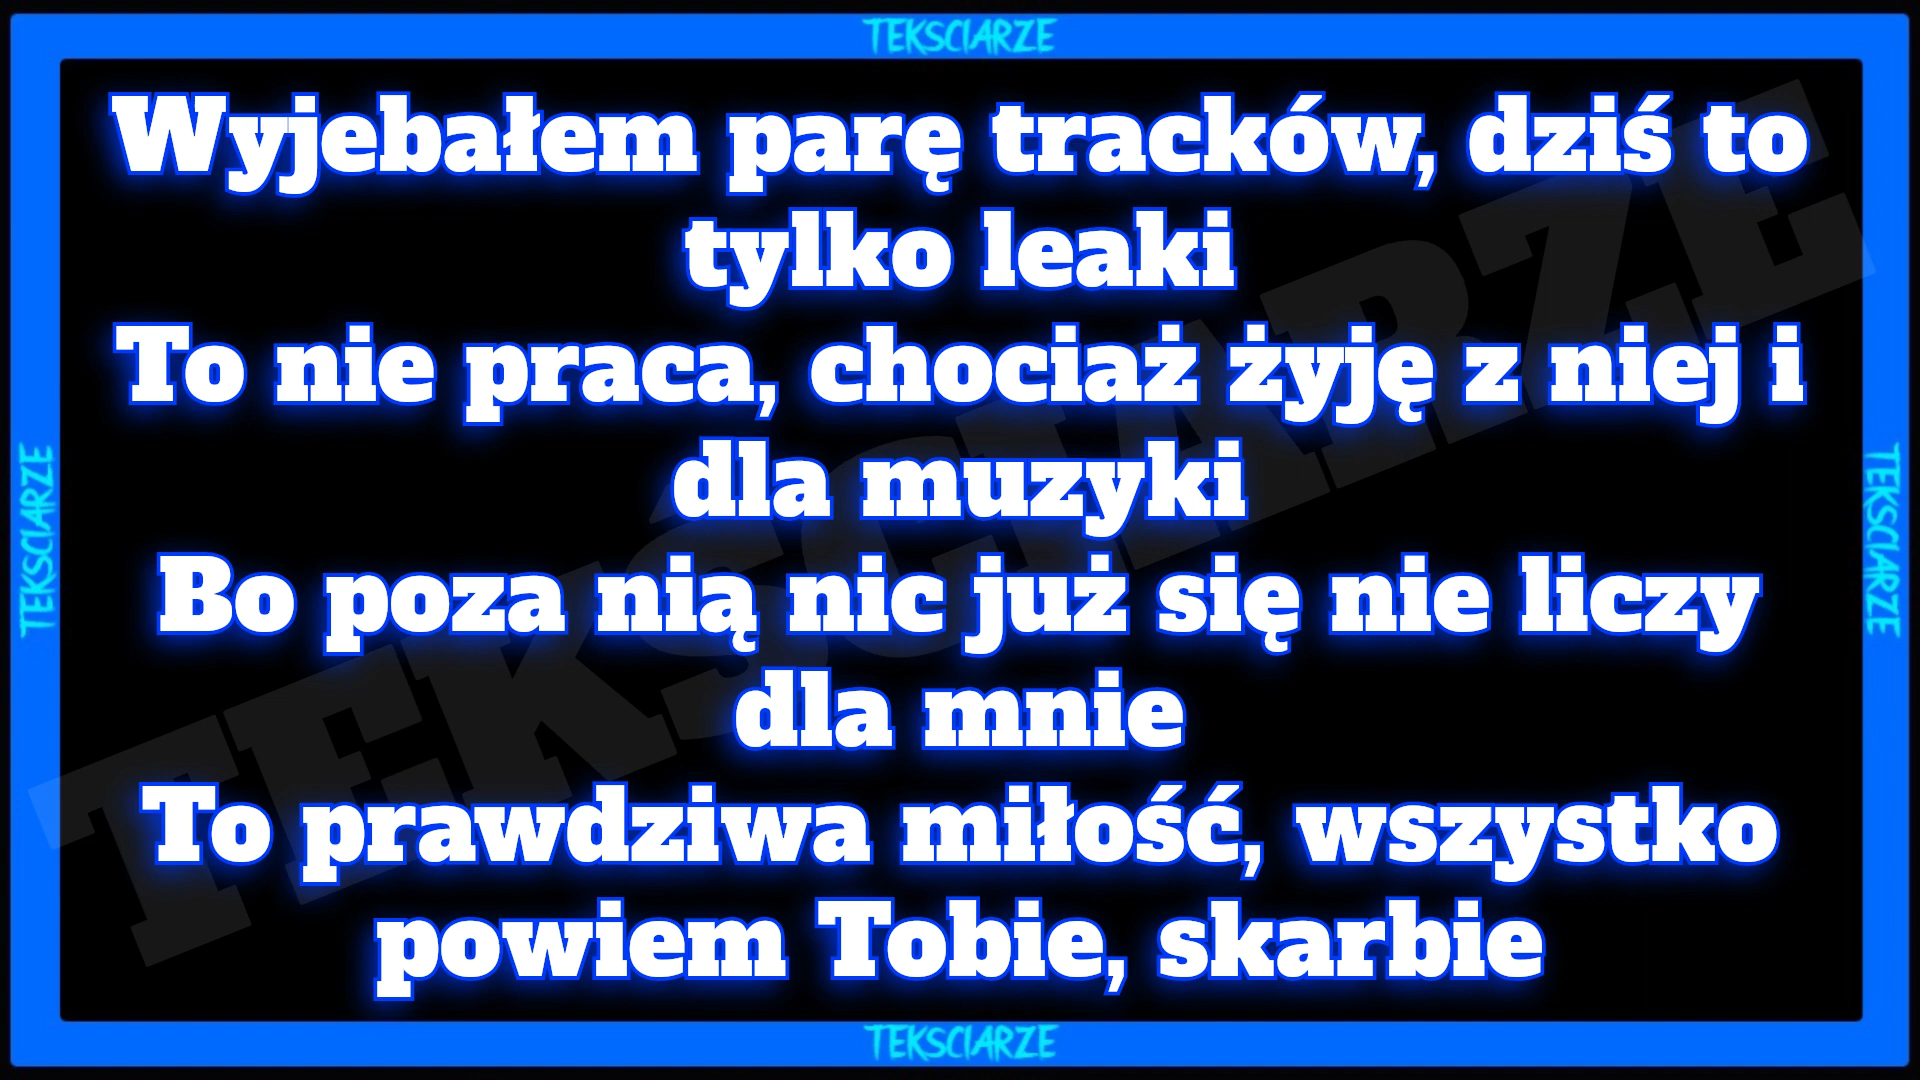 TEKSCIARZE
Wyjebałem parę tracków, dziś to
tylko leaki
To nie praca, chociaż żyję z niej i
dla muzyki
Bo poza nią nic już się nie liczy
dla mnie
To prawdziwa miłość, wszystko
powiem Tobie, skarbie
TEKŚCIARZE
TEKSCIARZE
TEKSCIARZE
TEKSCIARZE